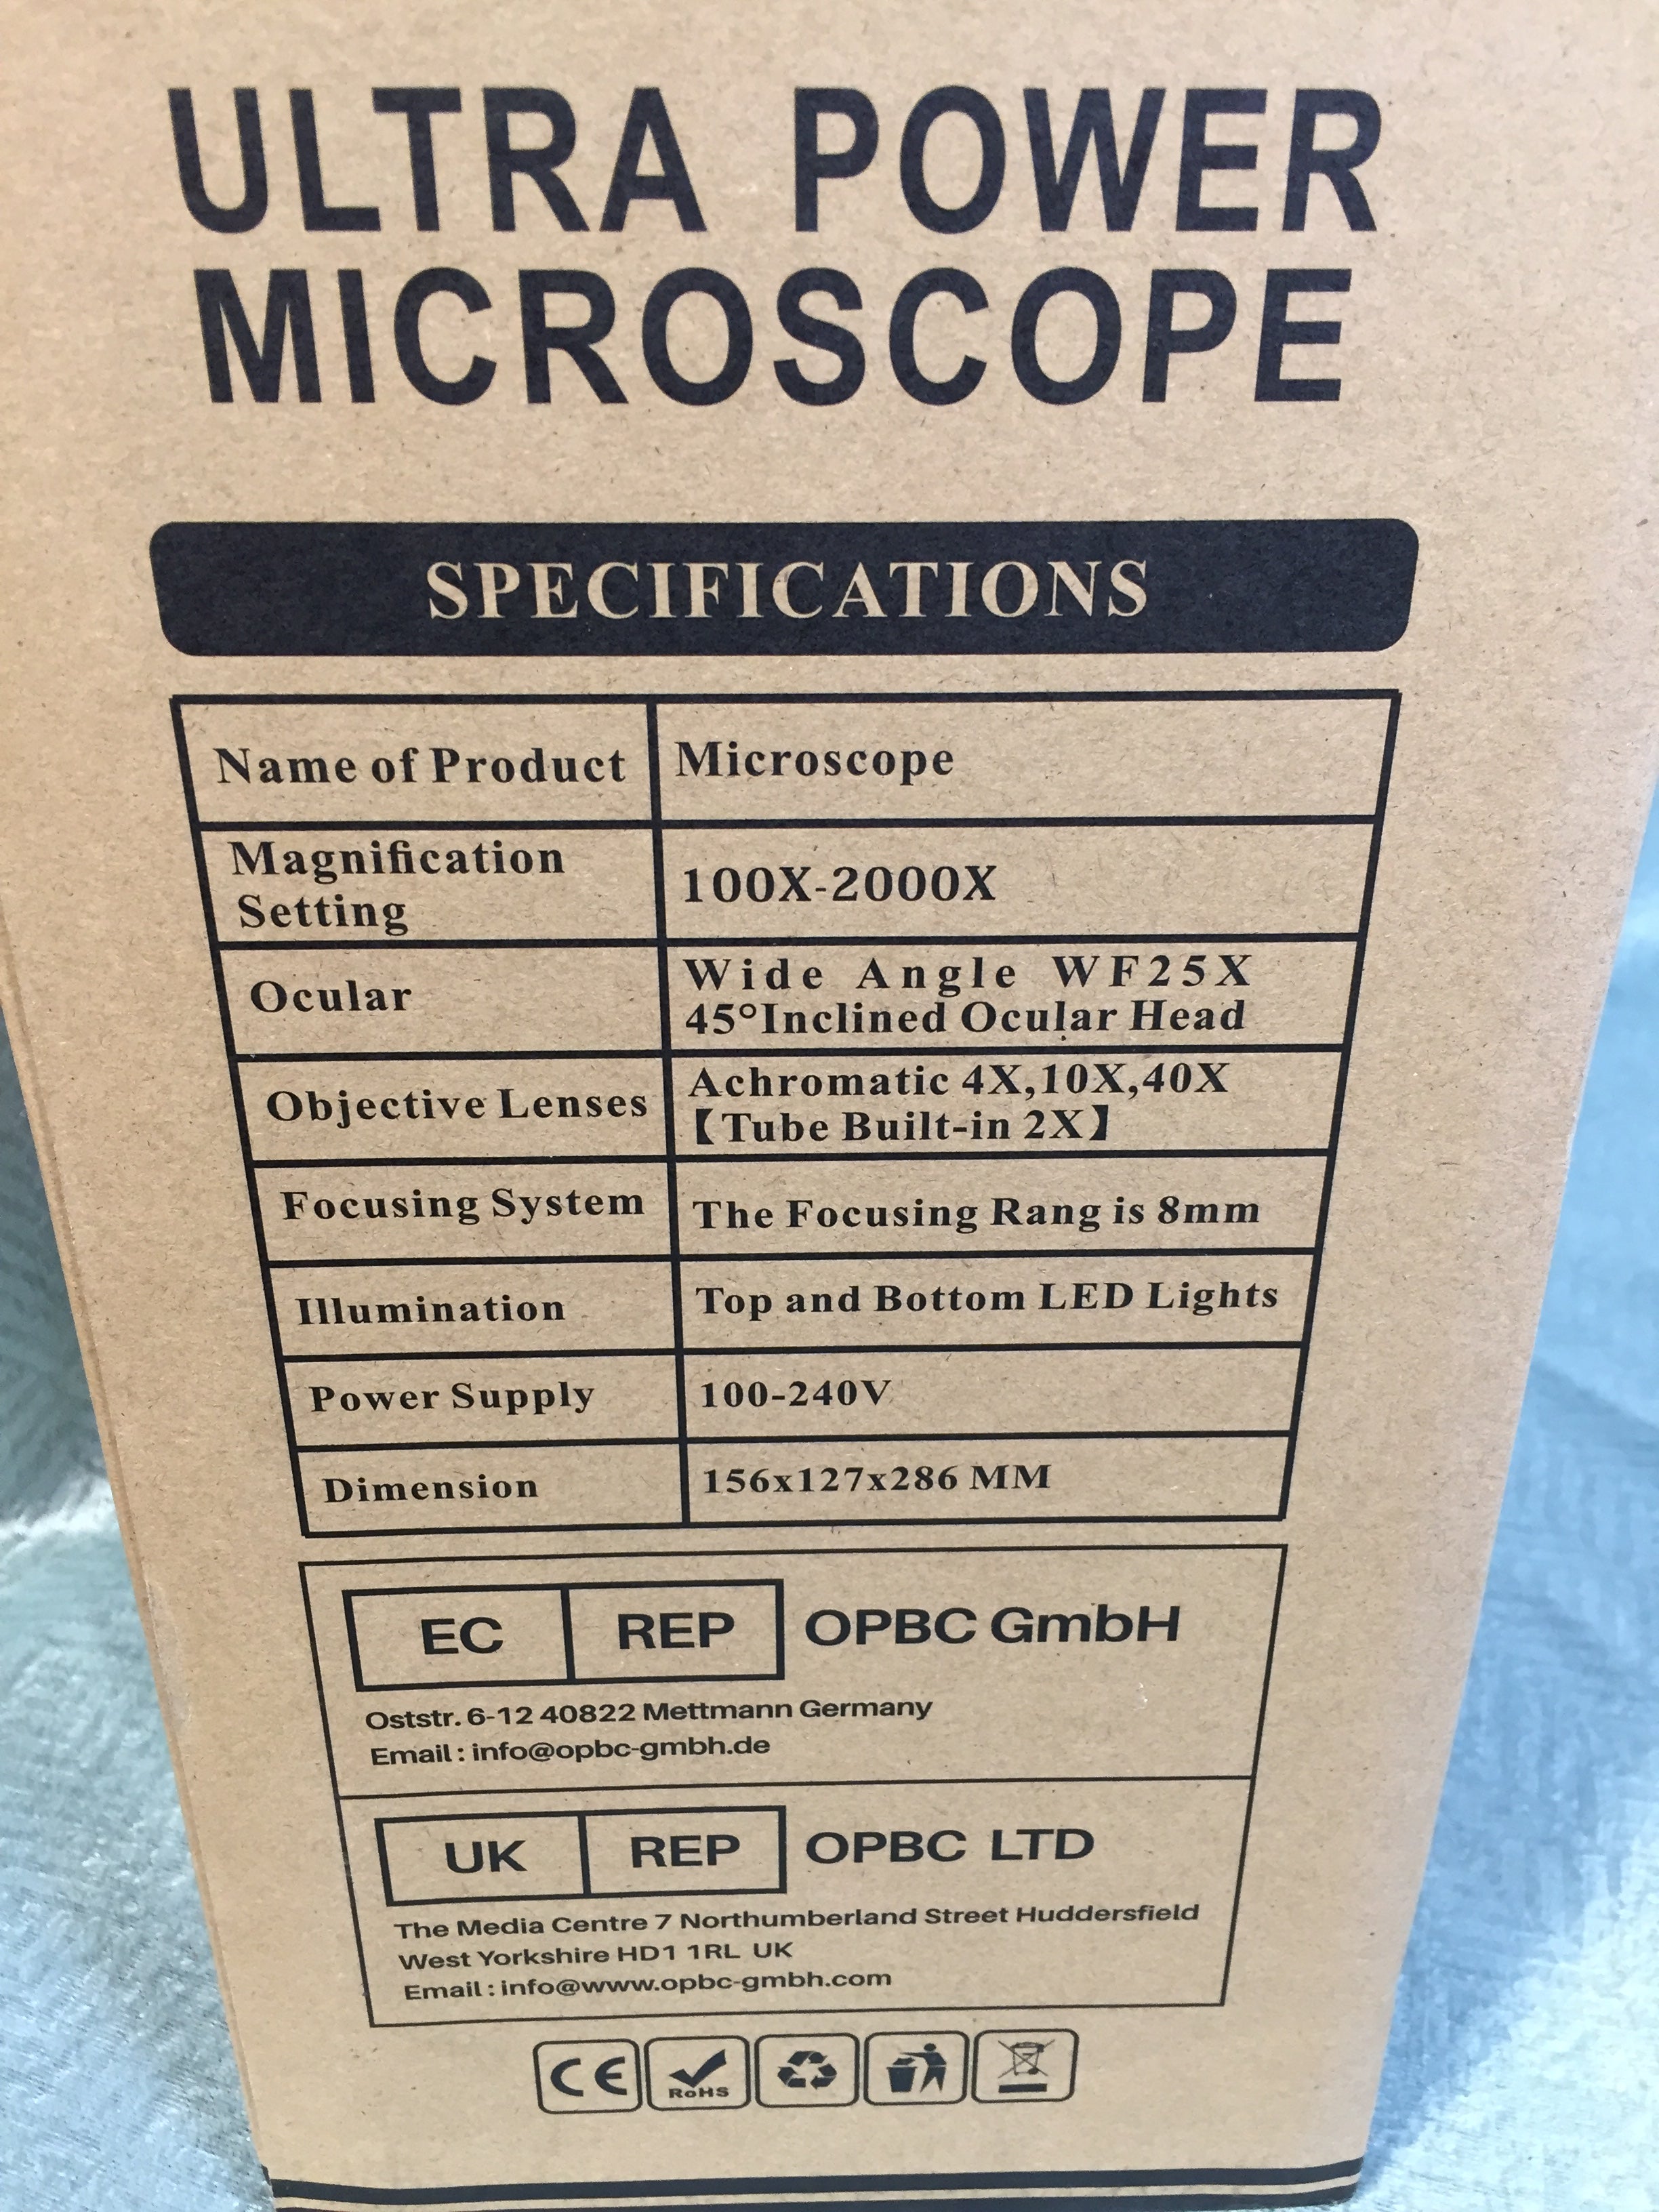 ULTRA POWER
MICROSCOPE
SPECIFICATIONS
Name of Product Microscope
Magnification
Setting
100X-2000X
Ocular
Wide Angle WF25X
45°Inclined Ocular Head
Objective Lenses
Achromatic 4X,10X,40X
【Tube Built-in 2X】
Focusing System The Focusing Rang is 8mm
Illumination Top and Bottom LED Lights
Power Supply 100-240V
Dimension 156x127x286 MM
EC REP OPBC GmbH
Oststr. 6-12 40822 Mettmann Germany
Email : info@opbc-gmbh.de
UK REP OPBC LTD
The Media Centre 7 Northumberland Street Huddersfield
West Yorkshire HD1 1RL UK
Email : info@www.opbc-gmbh.com
CE RoHS